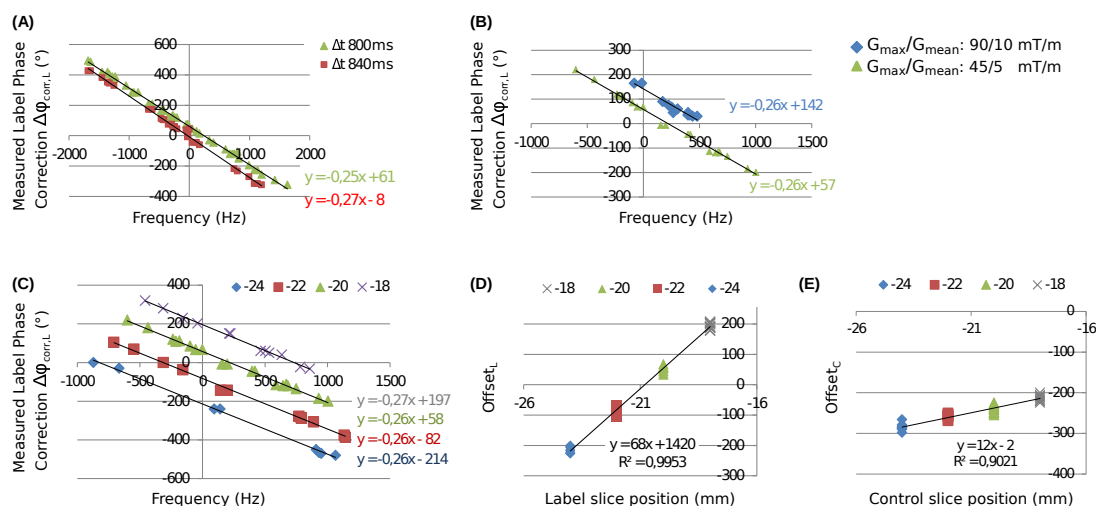 (A)
Measured Label Phase
Correction Δφcorr,L (°)
600
400
200
0
-200
-400
-2000
-1000
0
1000
2000
Δt 800ms
Δt 840ms
y=-0,25x+61
y=-0,27x-8
Frequency (Hz)
(B)
Measured Label Phase
Correction Δφcorr,L (°)
300
200
100
0
-100
-200
-300
-1000
-500
0
500
1000
1500
y=-0,26x+142
y=-0,26x+57
Gmax/Gmean: 90/10 mT/m
Gmax/Gmean: 45/5 mT/m
Frequency (Hz)
(C)
-24
-22
-20
-18
Measured Label Phase
Correction Δφcorr,L (°)
400
200
0
-200
-400
-600
-1000
-500
0
500
1000
1500
y=-0,27x+197
y=-0,26x+58
y=-0,26x-82
y=-0,26x-214
Frequency (Hz)
(D)
-18
-20
-22
-24
OffsetL
200
100
0
-100
-200
-300
-26
-21
-16
y=68x+1420
R²=0,9953
Label slice position (mm)
(E)
-24
-22
-20
-18
OffsetC
0
-100
-200
-300
-400
-26
-21
-16
y=12x-2
R²=0,9021
Control slice position (mm)